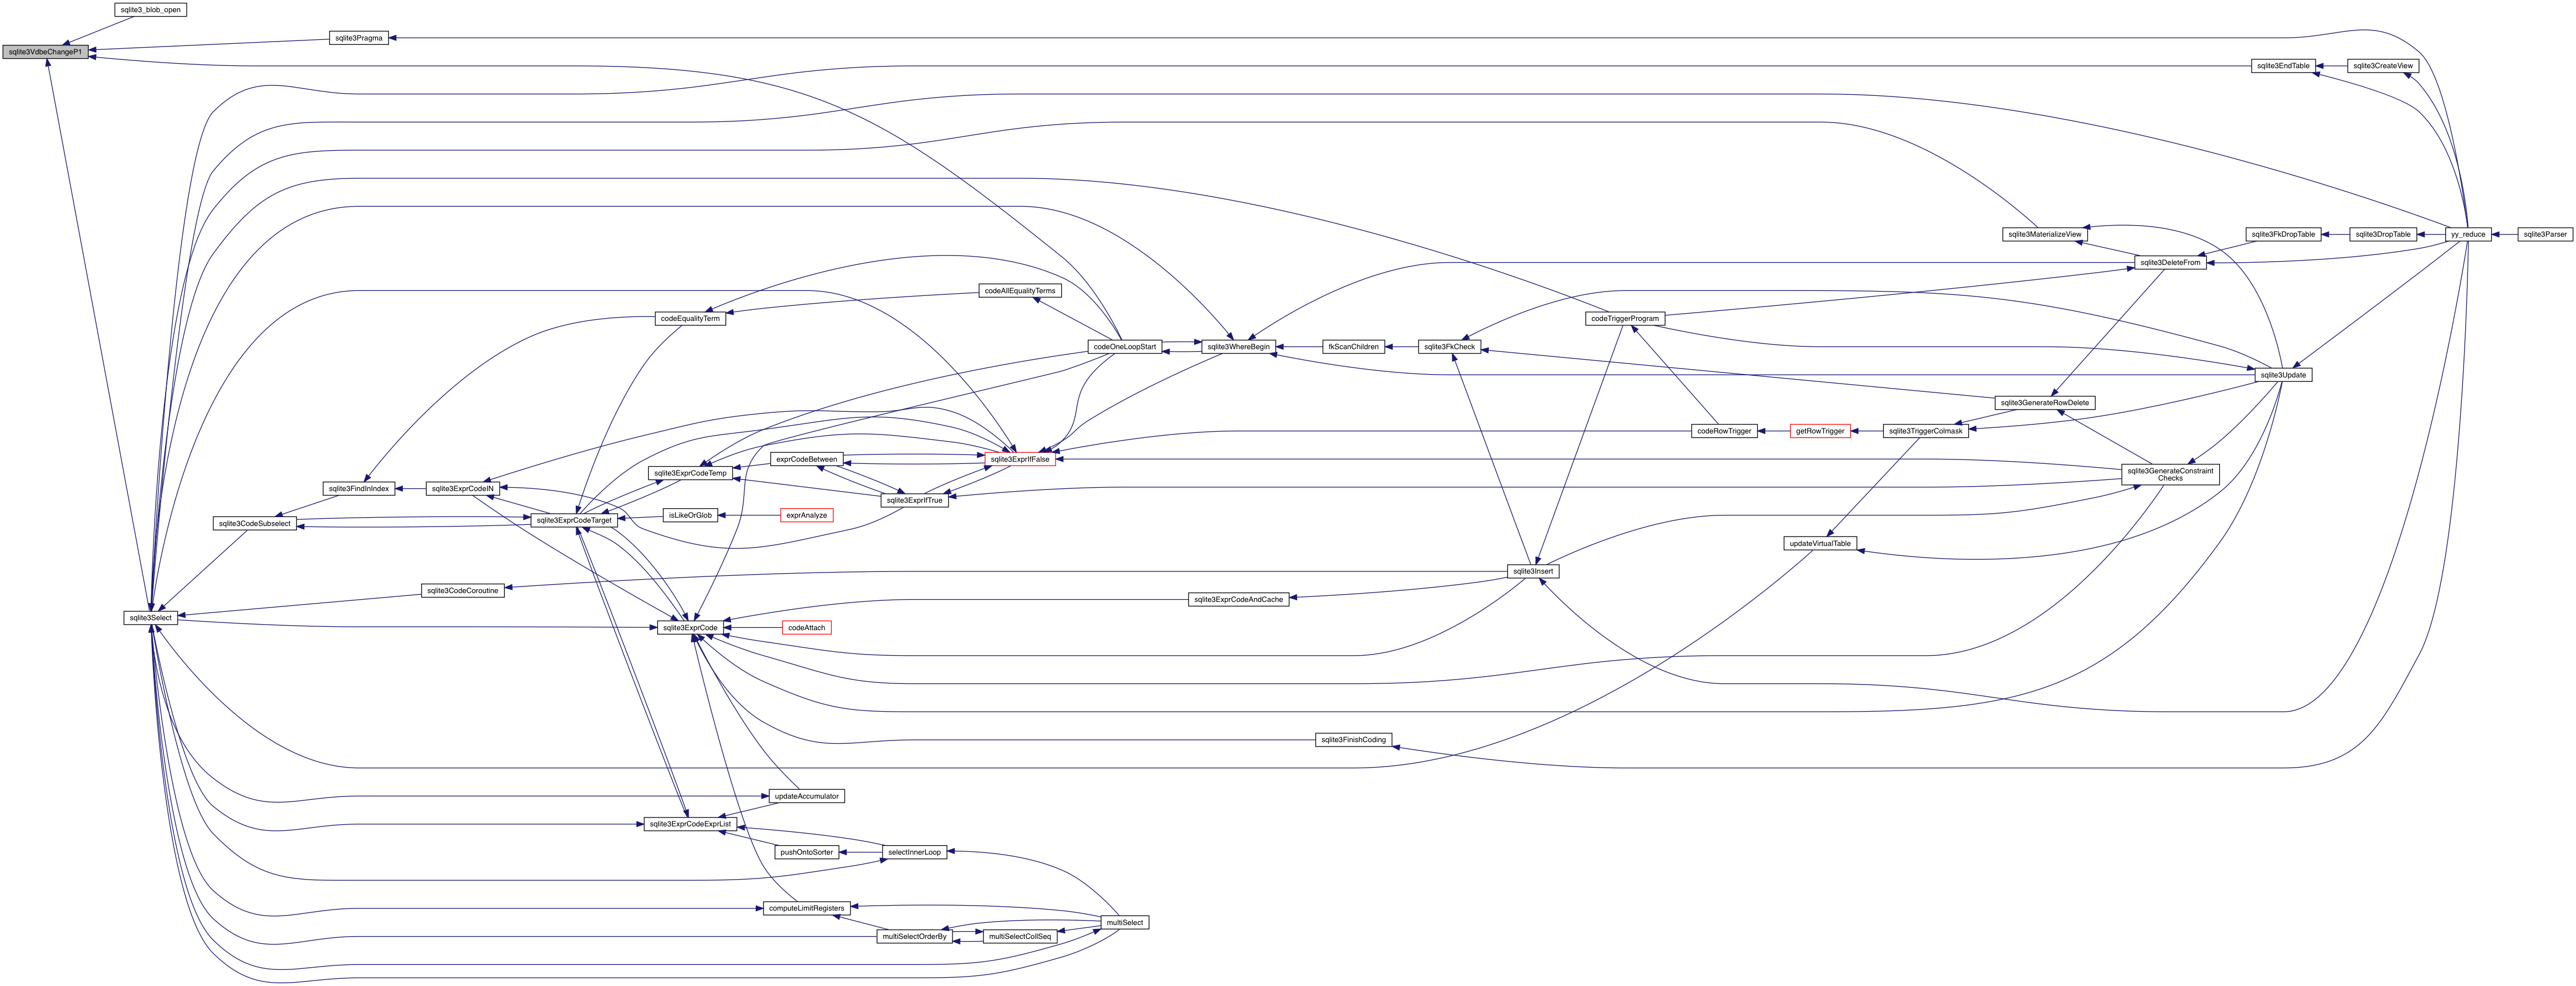 sqlite3_blob_open
sqlite3Pragma
sqlite3VdbeChangeP1
sqlite3EndTable
sqlite3CreateView
sqlite3MaterializeView
sqlite3FkDropTable
sqlite3DropTable
yy_reduce
sqlite3Parser
sqlite3DeleteFrom
codeAllEqualityTerms
codeEqualityTerm
codeTriggerProgram
codeOneLoopStart
sqlite3WhereBegin
fkScanChildren
sqlite3FkCheck
sqlite3Update
sqlite3GenerateRowDelete
codeRowTrigger
getRowTrigger
sqlite3TriggerColmask
exprCodeBetween
sqlite3ExprIfFalse
sqlite3ExprCodeTemp
sqlite3GenerateConstraint
Checks
sqlite3FindInIndex
sqlite3ExprCodeIN
sqlite3ExprIfTrue
sqlite3CodeSubselect
sqlite3ExprCodeTarget
isLikeOrGlob
exprAnalyze
updateVirtualTable
sqlite3Insert
sqlite3CodeCoroutine
sqlite3ExprCodeAndCache
sqlite3Select
sqlite3ExprCode
codeAttach
sqlite3FinishCoding
updateAccumulator
sqlite3ExprCodeExprList
pushOntoSorter
selectInnerLoop
computeLimitRegisters
multiSelect
multiSelectOrderBy
multiSelectCollSeq